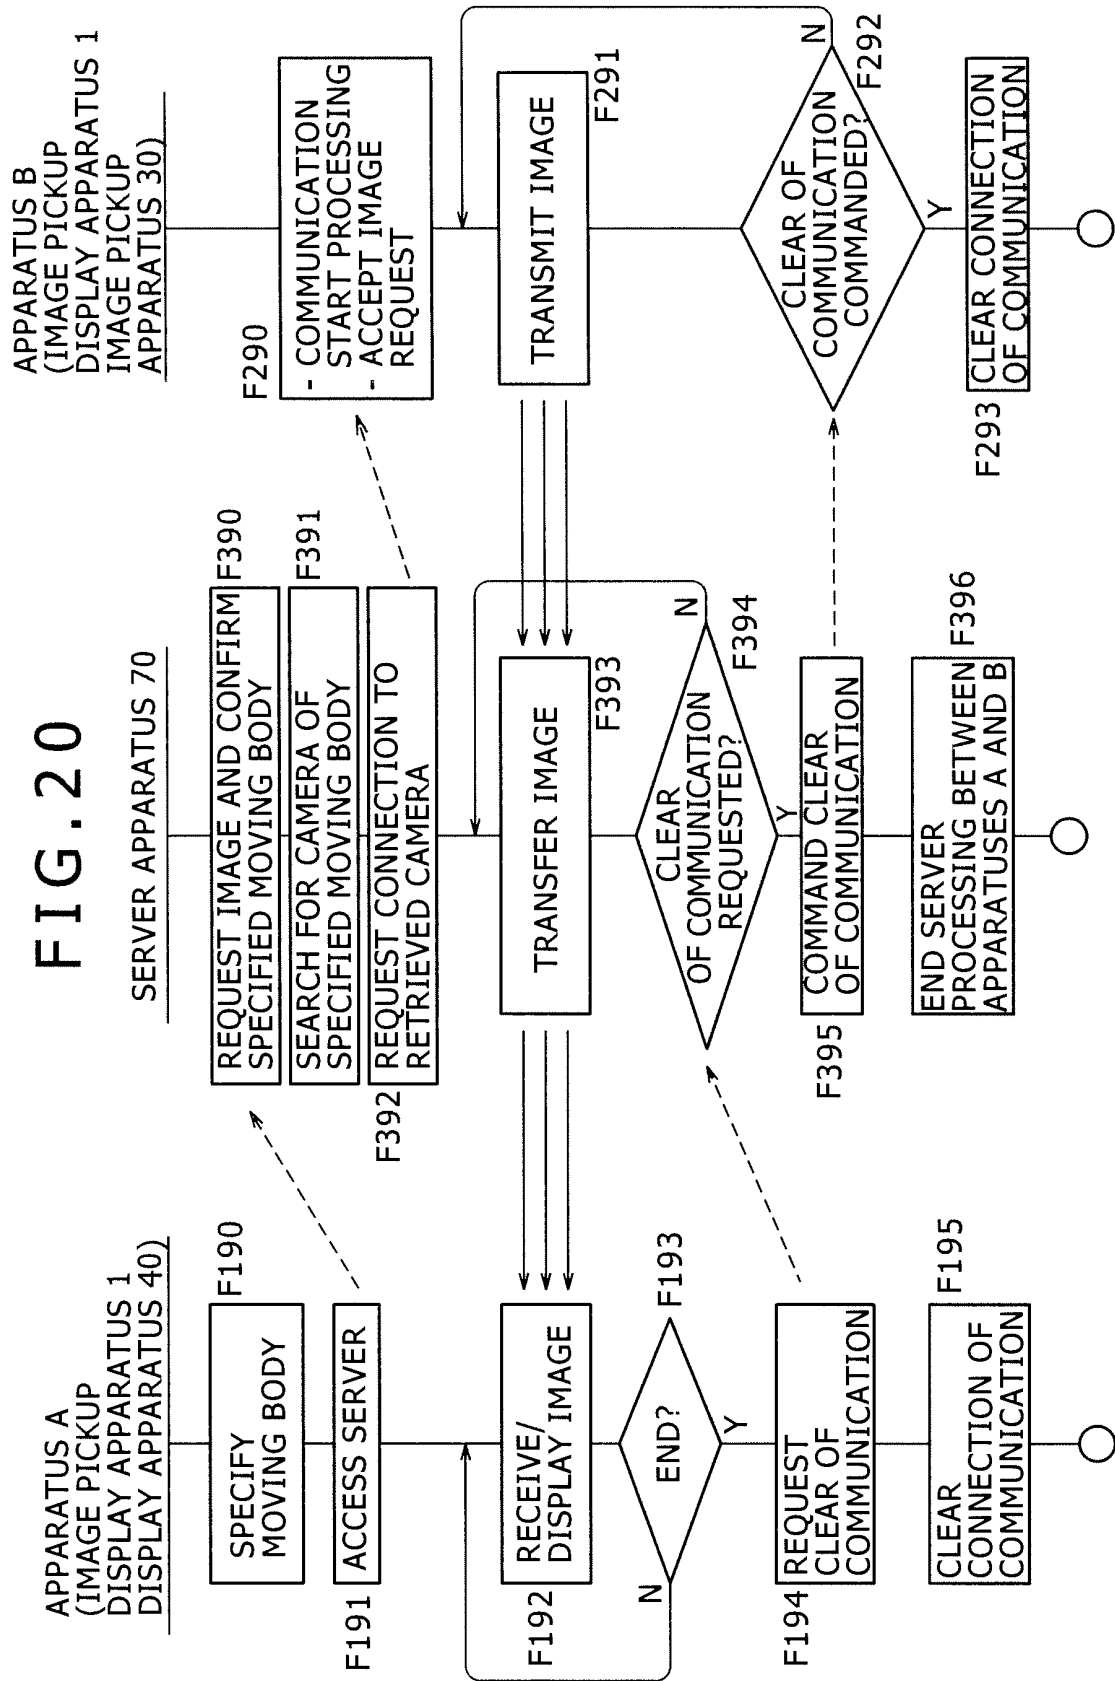 FIG.20
APPARATUS A
(IMAGE PICKUP
DISPLAY APPARATUS 1
DISPLAY APPARATUS 40)
SPECIFY
MOVING BODY
F190
ACCESS SERVER
F191
RECEIVE/
DISPLAY IMAGE
F192
END?
F193
N
Y
REQUEST
CLEAR OF
COMMUNICATION
F194
CLEAR
CONNECTION OF
COMMUNICATION
F195
SERVER APPARATUS 70
REQUEST IMAGE AND CONFIRM
SPECIFIED MOVING BODY
F390
SEARCH FOR CAMERA OF
SPECIFIED MOVING BODY
F391
REQUEST CONNECTION TO
RETRIEVED CAMERA
F392
TRANSFER IMAGE
F393
CLEAR
OF COMMUNICATION
REQUESTED?
F394
N
Y
COMMAND CLEAR
OF COMMUNICATION
F395
END SERVER
PROCESSING BETWEEN
APPARATUSES A AND B
F396
APPARATUS B
(IMAGE PICKUP
DISPLAY APPARATUS 1
IMAGE PICKUP
APPARATUS 30)
F290
- COMMUNICATION
START PROCESSING
- ACCEPT IMAGE
REQUEST
TRANSMIT IMAGE
F291
CLEAR OF
COMMUNICATION
COMMANDED?
F292
N
Y
CLEAR CONNECTION
OF COMMUNICATION
F293